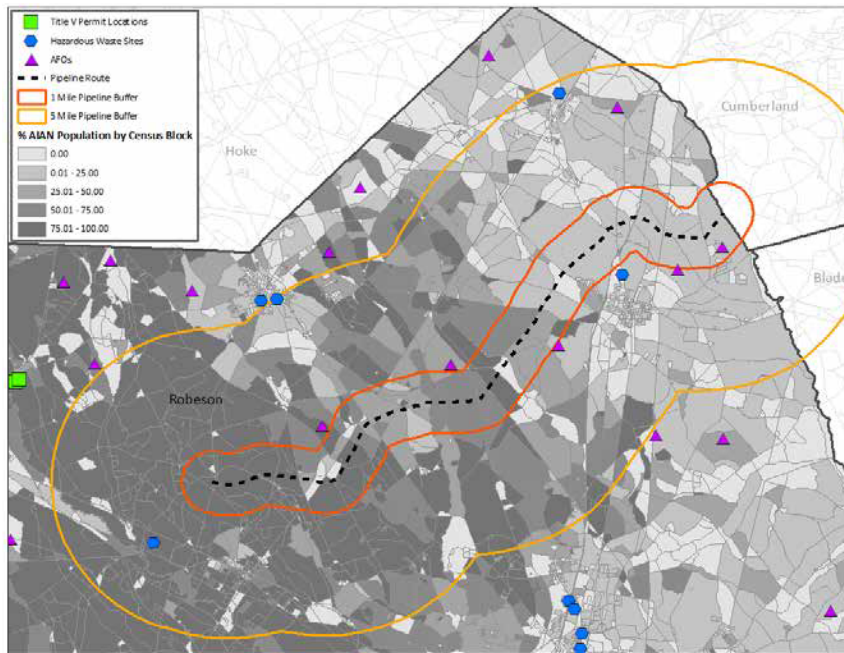 Title V Permit Locations
Hazardous Waste Sites
AFOs
Pipeline Route
1 Mile Pipeline Buffer
5 Mile Pipeline Buffer
% AIAN Population by Census Block
0.00
0.01 - 25.00
25.01 - 50.00
50.01 - 75.00
75.01 - 100.00
Cumberland
Hoke
Blade
Robeson